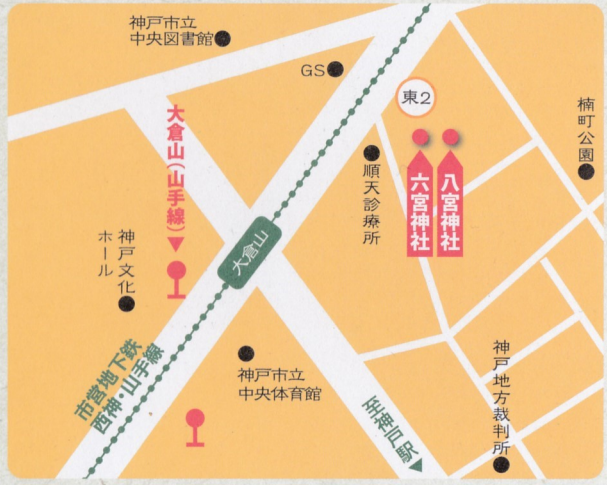 神戸市立
中央図書館
GS
東2
楠町公園
大倉山(山手線)▼
順天診療所
六宮神社
八宮神社
大倉山
神戸文化
ホール
市営地下鉄
西神・山手線
神戸市立
中央体育館
至神戸駅
神戸地方裁判所